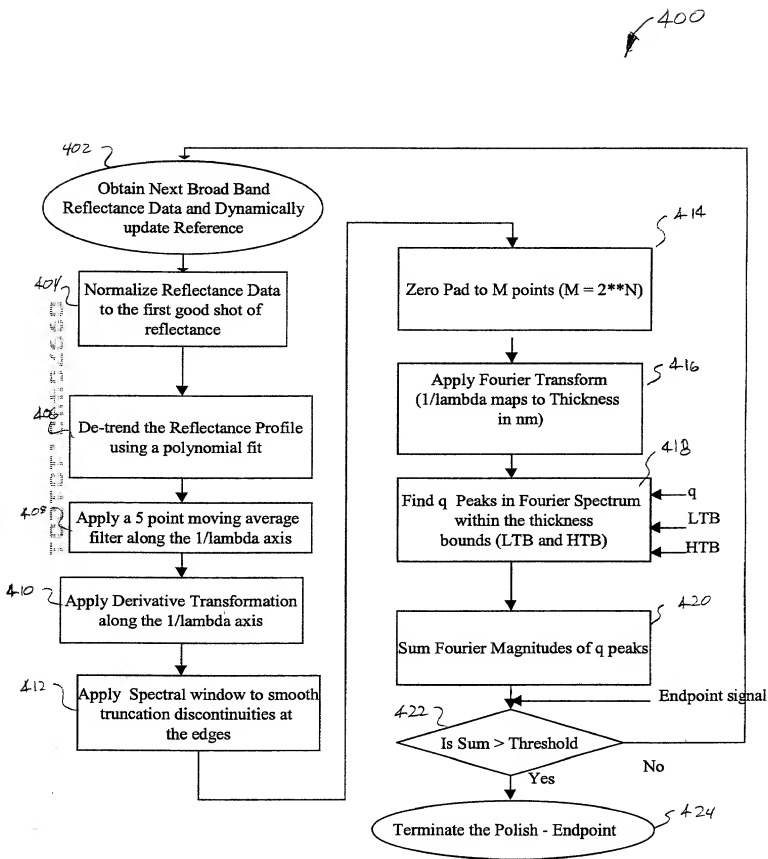 400
402
Obtain Next Broad Band
Reflectance Data and Dynamically
update Reference
404
Normalize Reflectance Data
to the first good shot of
reflectance
406
De-trend the Reflectance Profile
using a polynomial fit
408
Apply a 5 point moving average
filter along the 1/lambda axis
410
Apply Derivative Transformation
along the 1/lambda axis
412
Apply Spectral window to smooth
truncation discontinuities at
the edges
414
Zero Pad to M points (M = 2**N)
416
Apply Fourier Transform
(1/lambda maps to Thickness
in nm)
418
Find q Peaks in Fourier Spectrum
within the thickness
bounds (LTB and HTB)
q
LTB
HTB
420
Sum Fourier Magnitudes of q peaks
Endpoint signal
422
Is Sum > Threshold
No
Yes
424
Terminate the Polish - Endpoint